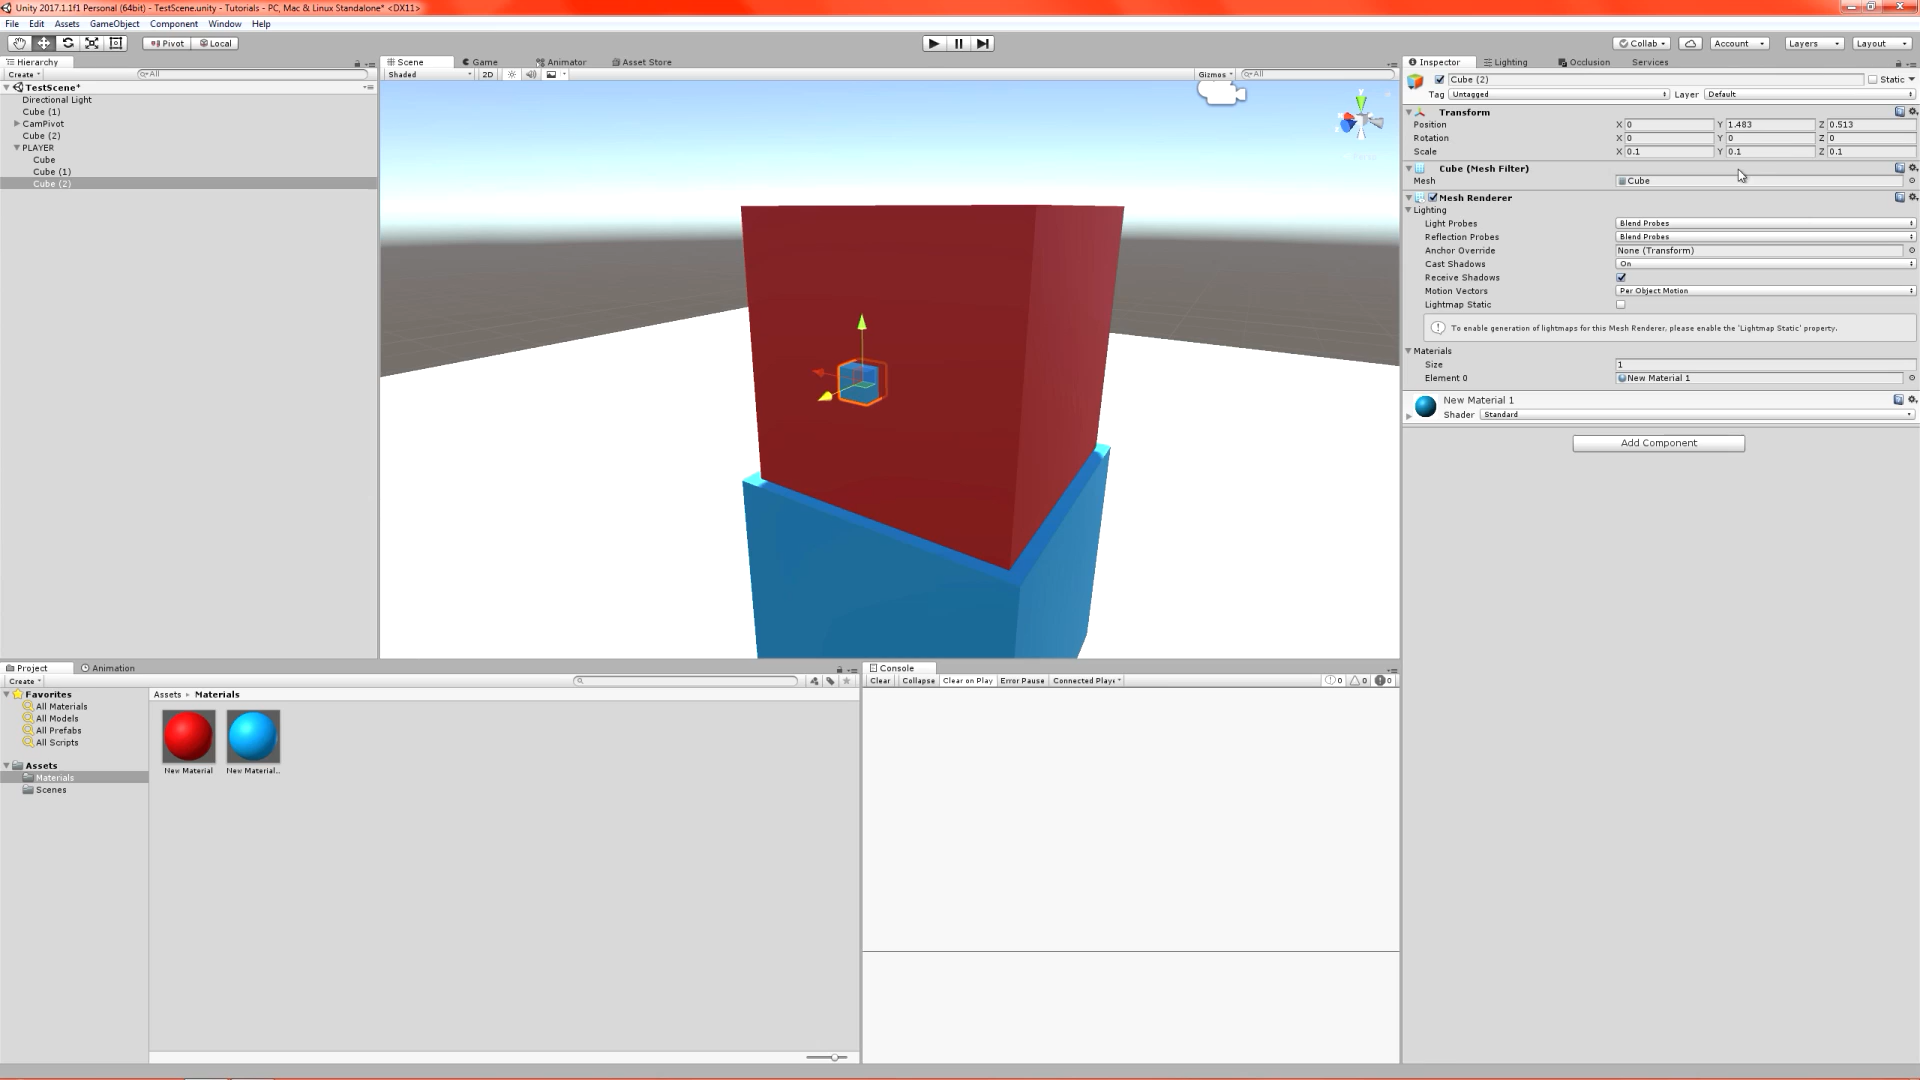 Unity 2017.1.1f1 Personal (64bit) - TestScene.unity - Tutorials - PC, Mac & Linux Standalone* <DX11>
File Edit Assets GameObject Component Window Help
Pivot Local Collab Account Layers Layout
Hierarchy
Create All
TestScene*
Directional Light
Cube (1)
CamPivot
Cube (2)
PLAYER
Cube
Cube (1)
Cube (2)
Scene Game Animator Asset Store
Shaded 2D Gizmos All
Inspector Lighting Occlusion Services
Cube (2) Static
Tag Untagged Layer Default
Transform
Position X 0 Y 1.483 Z 0.513
Rotation X 0 Y 0 Z 0
Scale X 0.1 Y 0.1 Z 0.1
Cube (Mesh Filter)
Mesh Cube
Mesh Renderer
Lighting
Light Probes Blend Probes
Reflection Probes Blend Probes
Anchor Override None (Transform)
Cast Shadows On
Receive Shadows
Motion Vectors Per Object Motion
Lightmap Static
To enable generation of lightmaps for this Mesh Renderer, please enable the 'Lightmap Static' property.
Materials
Size 1
Element 0 New Material 1
New Material 1
Shader Standard
Add Component
Project Animation
Create
Favorites
All Materials
All Models
All Prefabs
All Scripts
Assets
Materials
Scenes
Assets Materials
New Material New Material..
Console
Clear Collapse Clear on Play Error Pause Connected Playe 0 0 0